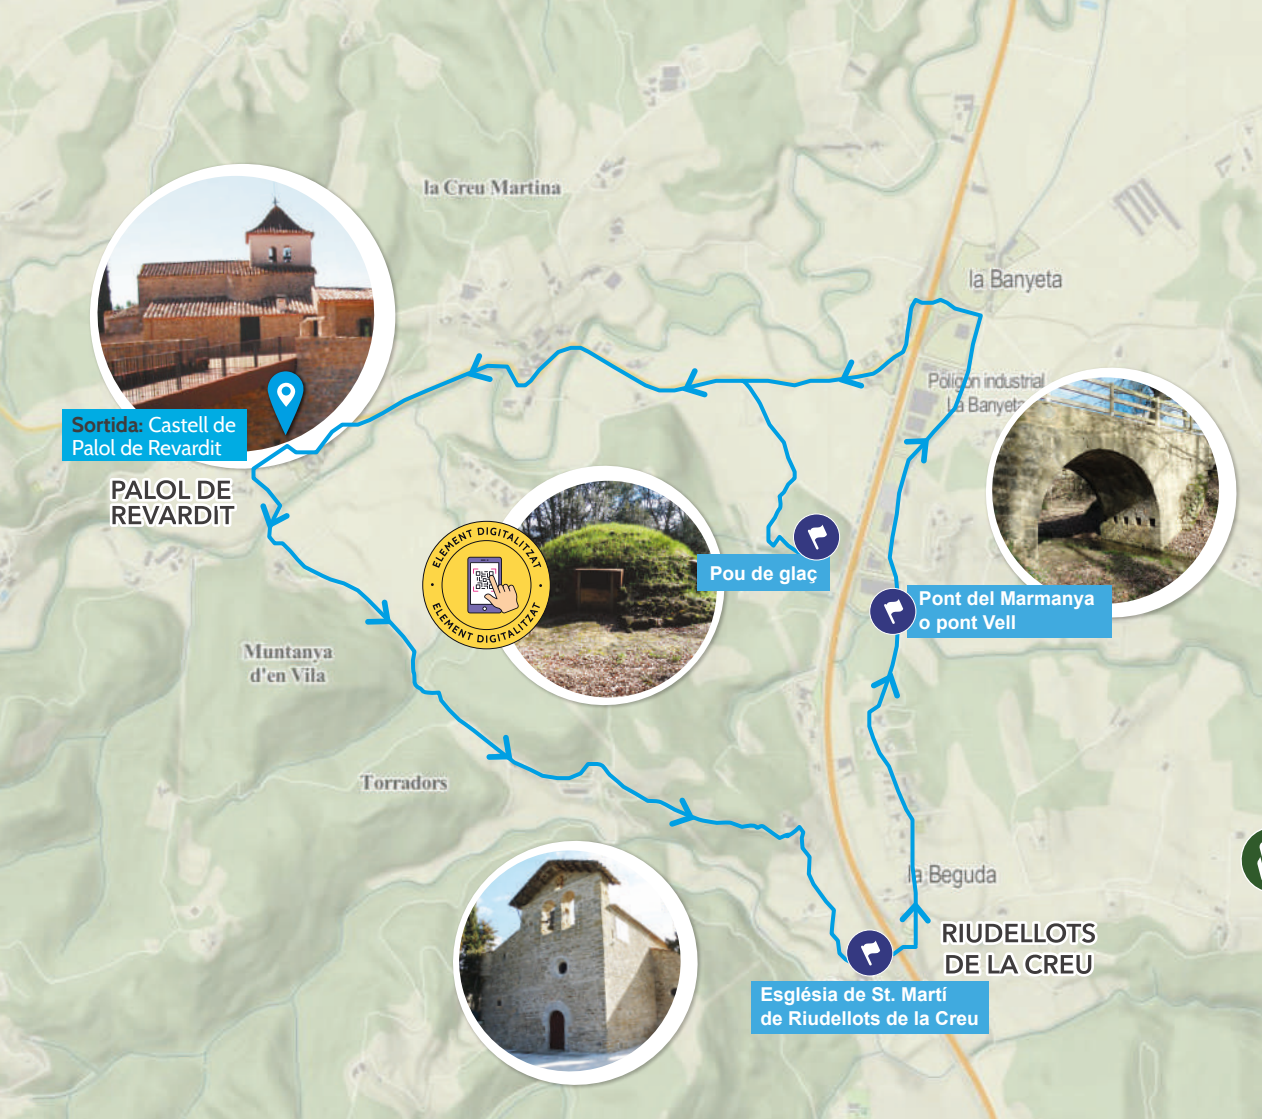 la Creu Martina
la Banyeta
Polígon industrial
La Banyeta
Sortida: Castell de
Palol de Revardit
PALOL DE
REVARDIT
ELEMENT DIGITALITZAT
ELEMENT DIGITALITZAT
Pou de glaç
Pont del Marmanya
o pont Vell
Muntanya
d'en Vila
Torradors
la Beguda
RIUDELLOTS
DE LA CREU
Església de St. Martí
de Riudellots de la Creu